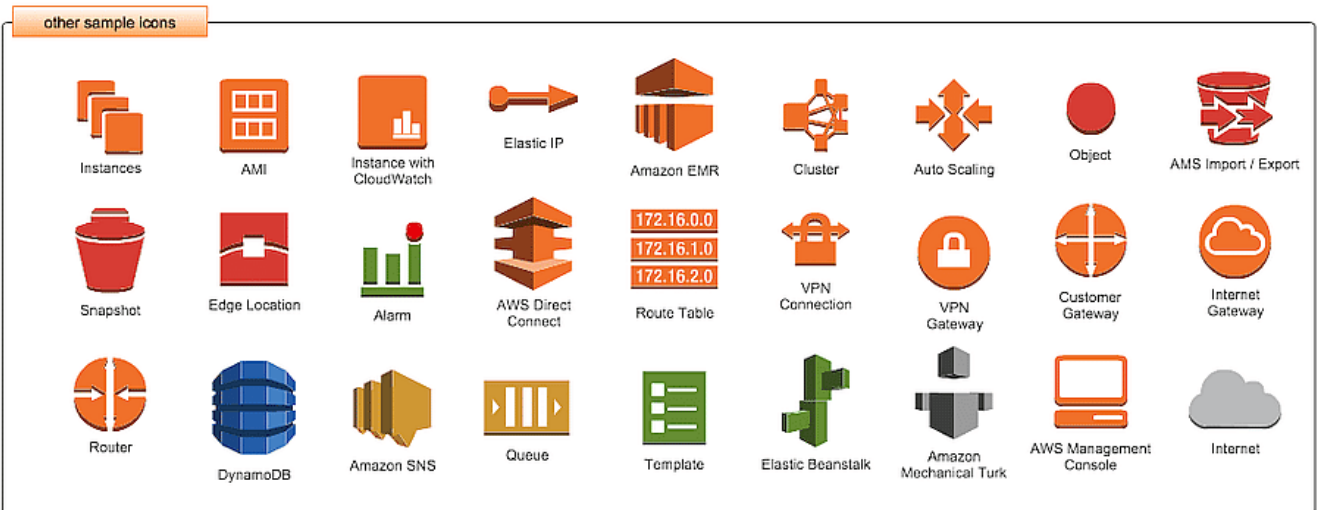 other sample icons
Instances
AMI
Instance with
CloudWatch
Elastic IP
Amazon EMR
Cluster
Auto Scaling
Object
AMS Import / Export
Snapshot
Edge Location
Alarm
AWS Direct
Connect
172.16.0.0
172.16.1.0
172.16.2.0
Route Table
VPN
Connection
VPN
Gateway
Customer
Gateway
Internet
Gateway
Router
DynamoDB
Amazon SNS
Queue
Template
Elastic Beanstalk
Amazon
Mechanical Turk
AWS Management
Console
Internet